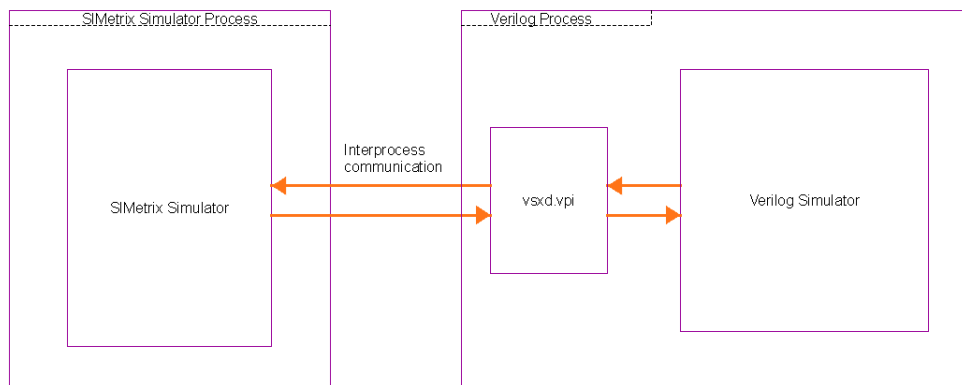 SIMetrix Simulator Process
Verilog Process
Interprocess
communication
SIMetrix Simulator
vsxd.vpi
Verilog Simulator